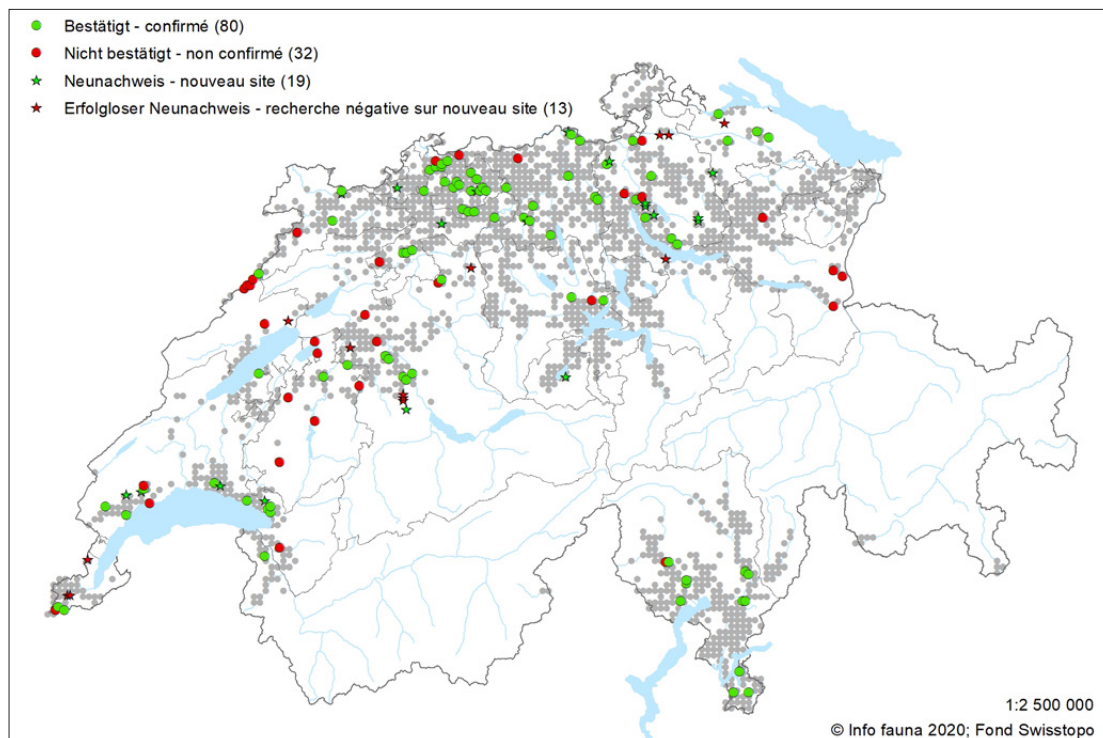 Bestätigt - confirmé (80)
Nicht bestätigt - non confirmé (32)
Neunachweis - nouveau site (19)
Erfolgloser Neunachweis - recherche négative sur nouveau site (13)
1:2 500 000
© Info fauna 2020; Fond Swisstopo